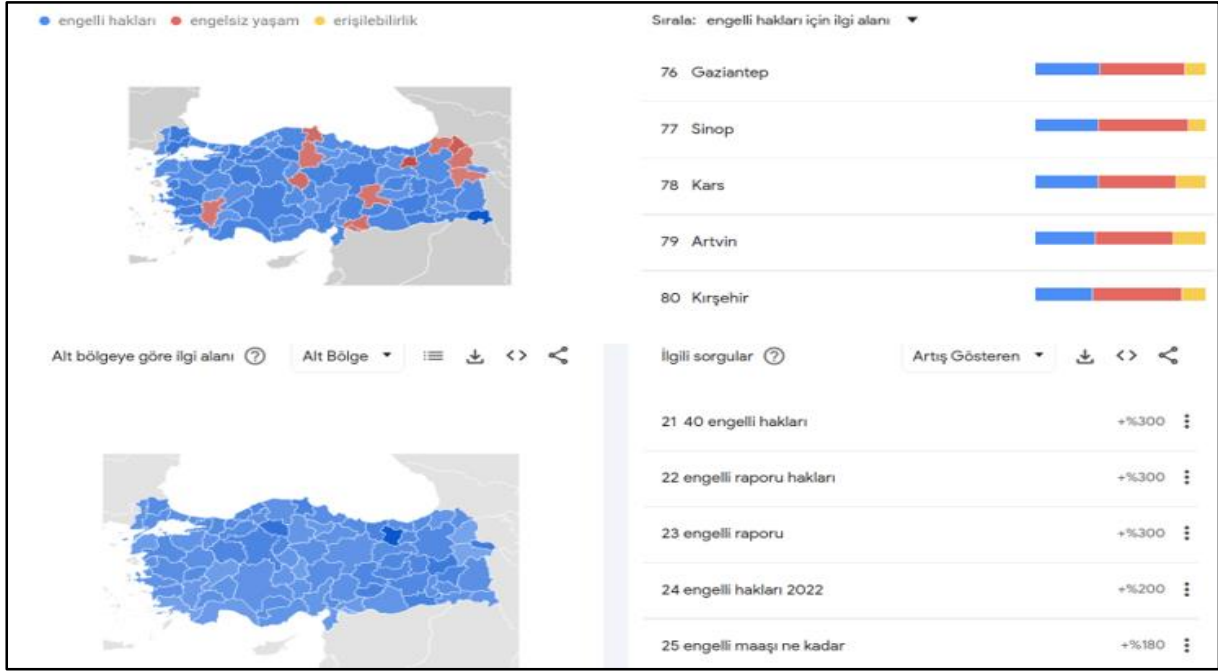 engelli hakları engelsiz yaşam erişilebilirlik
Sırala: engelli hakları için ilgi alanı
76 Gaziantep
77 Sinop
78 Kars
79 Artvin
80 Kırşehir
Alt bölgeye göre ilgi alanı Alt Bölge
İlgili sorgular Artış Gösteren
21 40 engelli hakları +%300
22 engelli raporu hakları +%300
23 engelli raporu +%300
24 engelli hakları 2022 +%200
25 engelli maaşı ne kadar +%180